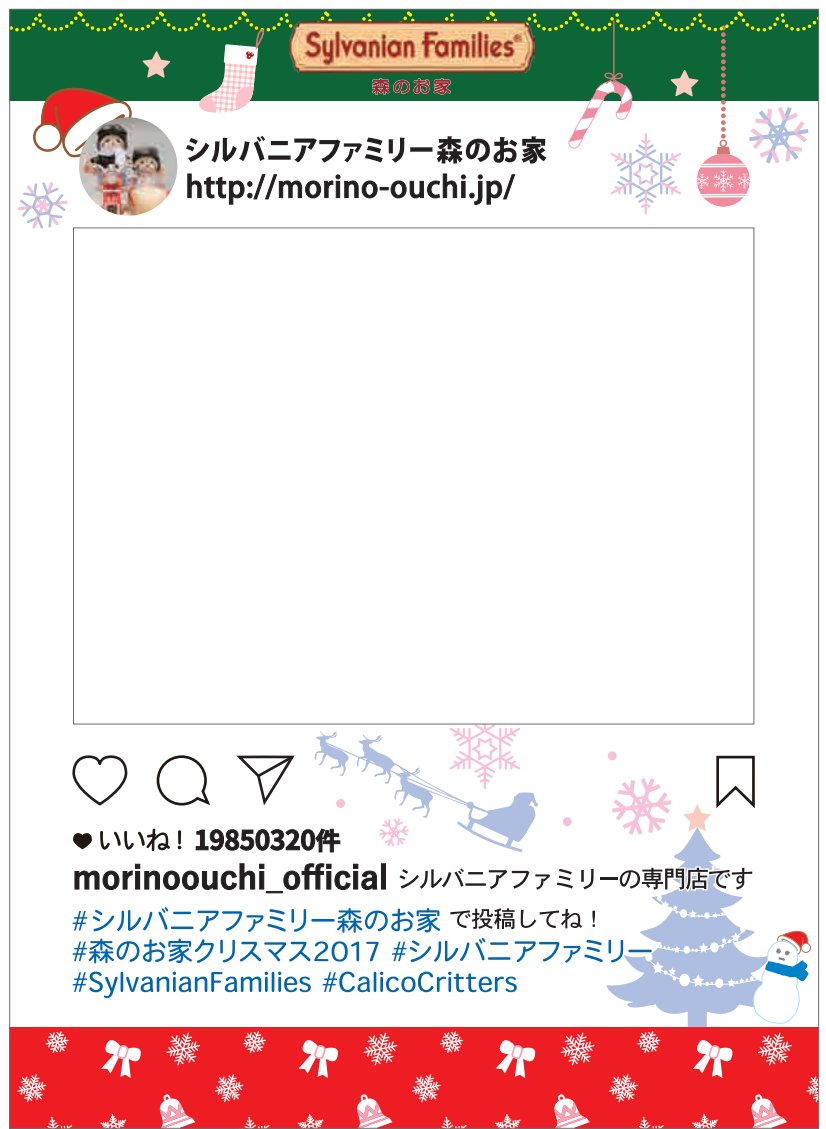 Sylvanian Families®
森のお家
シルバニアファミリー森のお家
http://morino-ouchi.jp/
いいね！19850320件
morinoouchi_official シルバニアファミリーの専門店です
#シルバニアファミリー森のお家 で投稿してね！
#森のお家クリスマス2017 #シルバニアファミリー
#SylvanianFamilies #CalicoCritters